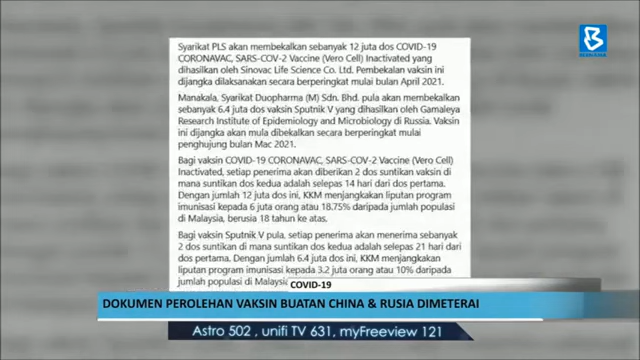 BERNAMA
Syarikat PLS akan membekalkan sebanyak 12 juta dos COVID-19
CORONAVAC, SARS-COV-2 Vaccine (Vero Cell) Inactivated yang
dihasilkan oleh Sinovac Life Science Co. Ltd. Pembekalan vaksin ini
dijangka dilaksanakan secara berperingkat mulai bulan April 2021.
Manakala, Syarikat Duopharma (M) Sdn. Bhd. pula akan membekalkan
sebanyak 6.4 juta dos vaksin Sputnik V yang dihasilkan oleh Gamaleya
Research Institute of Epidemiology and Microbiology di Rusia. Vaksin
ini dijangka akan mula dibekalkan secara berperingkat mulai
penghujung bulan Mac 2021.
Bagi vaksin COVID-19 CORONAVAC, SARS-COV-2 Vaccine (Vero Cell)
Inactivated, setiap penerima akan diberikan 2 dos suntikan vaksin di
mana suntikan dos kedua adalah selepas 14 hari dari dos pertama.
Dengan jumlah 12 juta dos ini, KKM menjangkakan liputan program
imunisasi kepada 6 juta orang atau 18.75% daripada jumlah populasi
di Malaysia, berusia 18 tahun ke atas.
Bagi vaksin Sputnik V pula, setiap penerima akan menerima sebanyak
2 dos suntikan di mana suntikan dos kedua adalah selepas 21 hari dari
dos pertama. Dengan jumlah 6.4 juta dos ini, KKM menjangkakan
liputan program imunisasi kepada 3.2 juta orang atau 10% daripada
jumlah populasi di Malaysia
COVID-19
DOKUMEN PEROLEHAN VAKSIN BUATAN CHINA & RUSIA DIMETERAI
Astro 502 , unifi TV 631, myFreeview 121